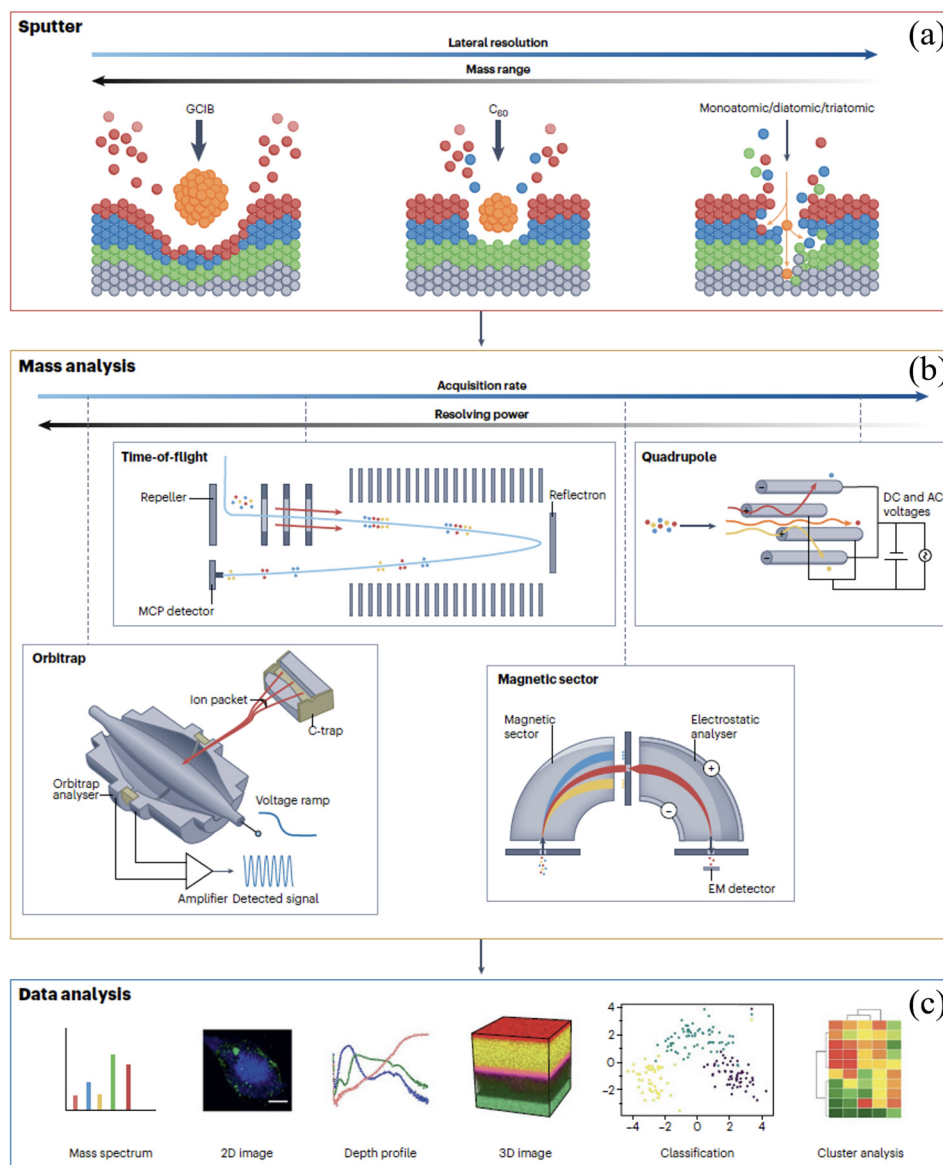 Sputter
(a)
Lateral resolution
Mass range
GCIB
C60
Monoatomic/diatomic/triatomic
Mass analysis
(b)
Acquisition rate
Resolving power
Time-of-flight
Repeller
Reflectron
MCP detector
Quadrupole
DC and AC
voltages
Orbitrap
Ion packet
C-trap
Orbitrap
analyser
Voltage ramp
Amplifier
Detected signal
Magnetic sector
Magnetic
sector
Electrostatic
analyser
EM detector
Data analysis
(c)
4
3
2
0
−2
−4
−2
0
2
4
Mass spectrum
2D image
Depth profile
3D image
Classification
Cluster analysis